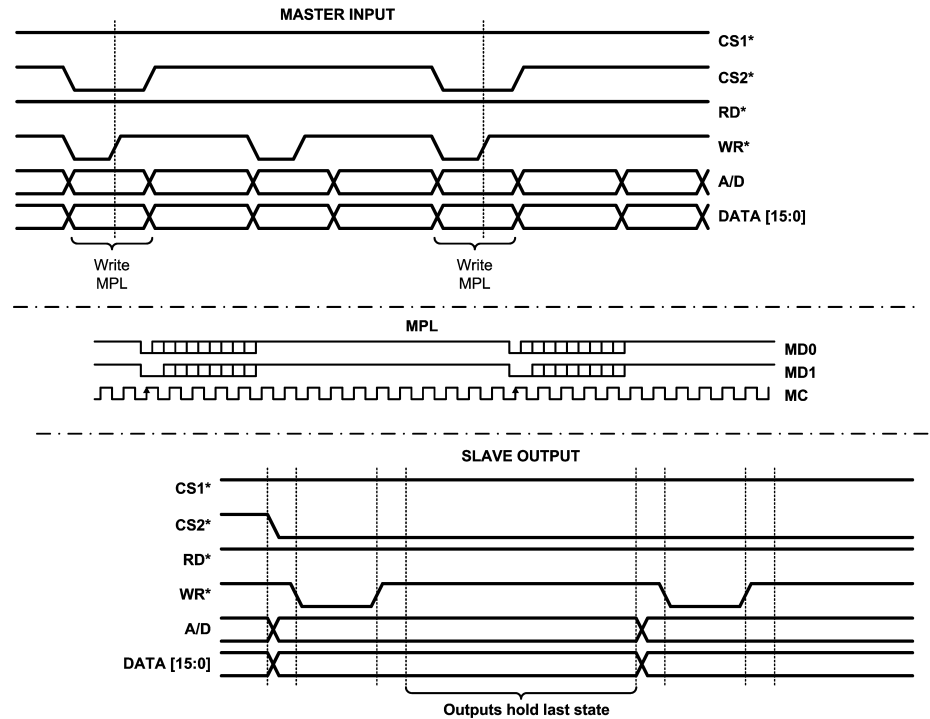 MASTER INPUT
CS1*
CS2*
RD*
WR*
A/D
DATA [15:0]
Write
MPL
Write
MPL
MPL
MD0
MD1
MC
SLAVE OUTPUT
CS1*
CS2*
RD*
WR*
A/D
DATA [15:0]
Outputs hold last state